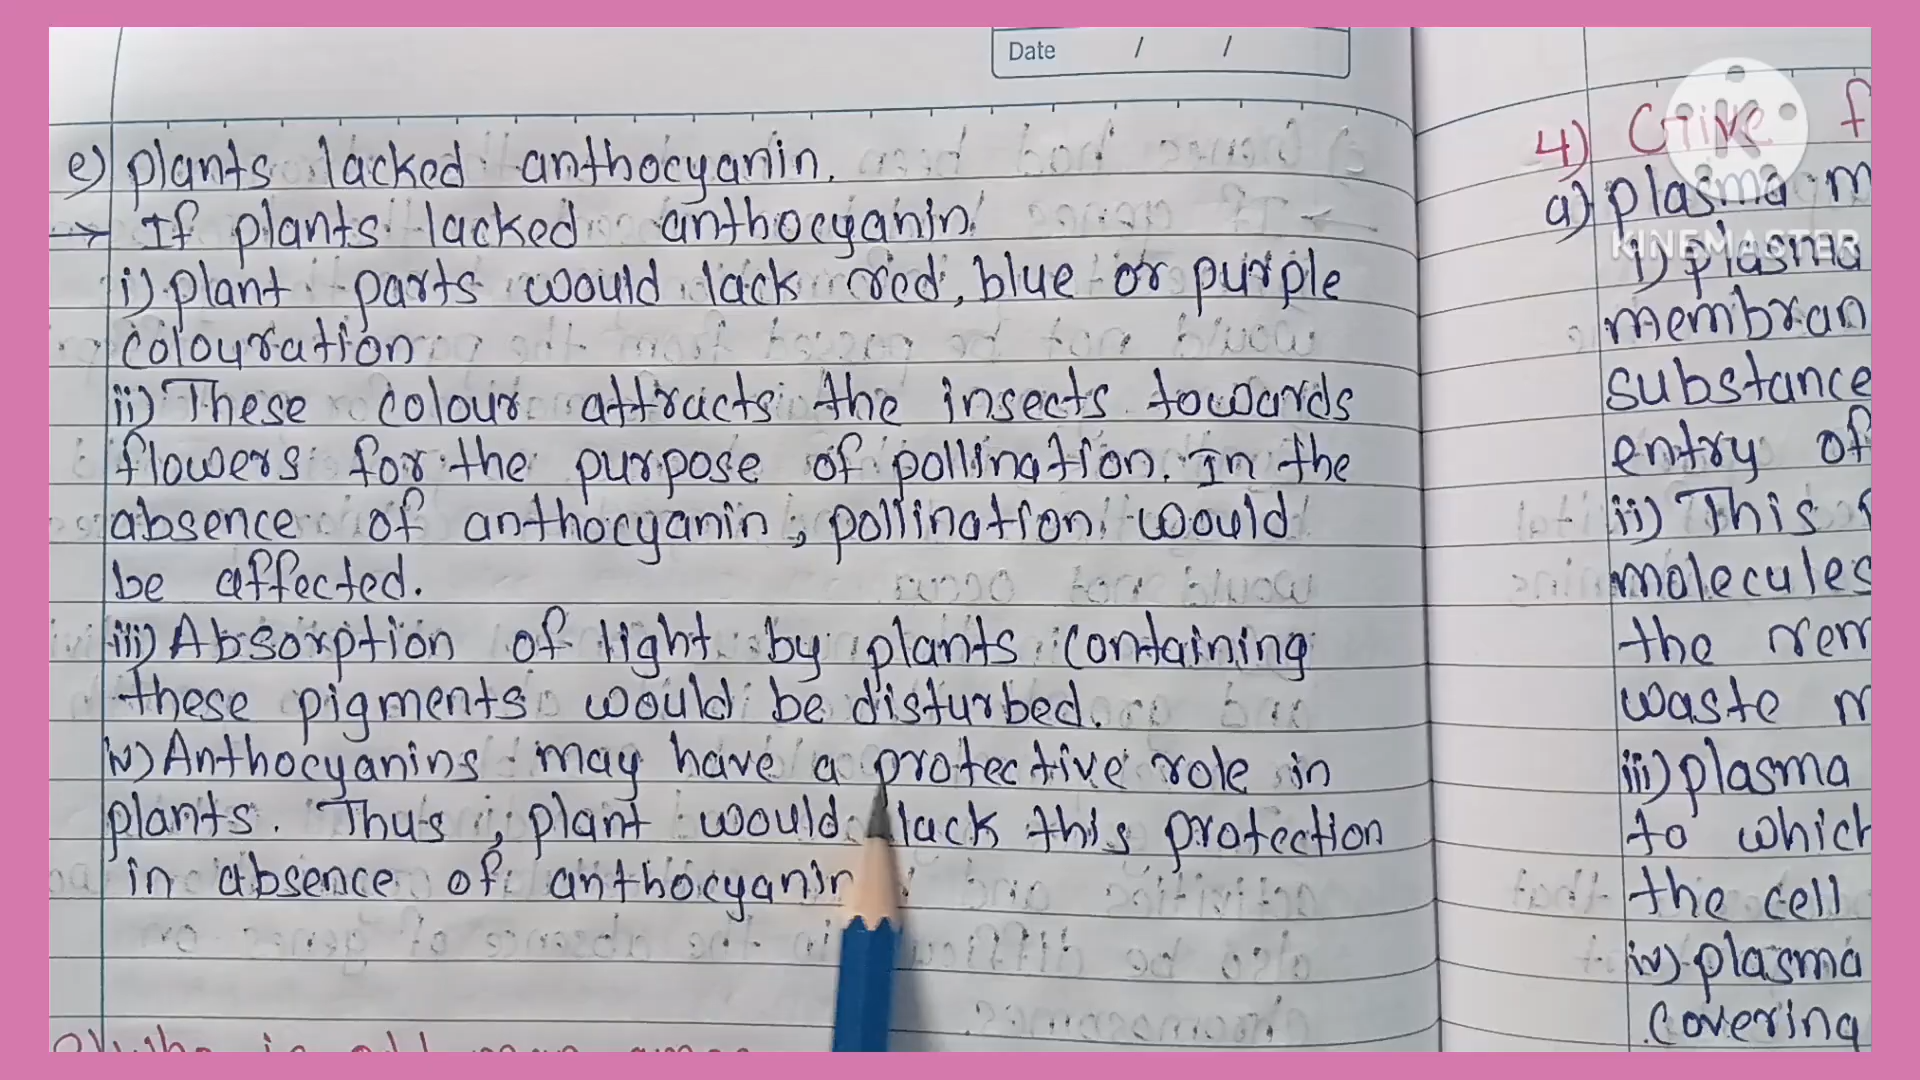 Date / /
e) plants lacked anthocyanin.
→ If plants lacked anthocyanin
i) plant parts would lack red, blue or purple
colouration
ii) These colour attracts the insects towards
flowers for the purpose of pollination. In the
absence of anthocyanin, pollination would
be affected.
iii) Absorption of light by plants containing
these pigments would be disturbed.
iv) Anthocyanins may have a protective role in
plants. Thus, plant would lack this protection
in absence of anthocyanin
4) Give f
a) plasma m
i) plasma
membran
substance
entry of
ii) This
molecules
the rem
waste m
iii) plasma
to which
the cell
iv) plasma
covering
KINEMASTER